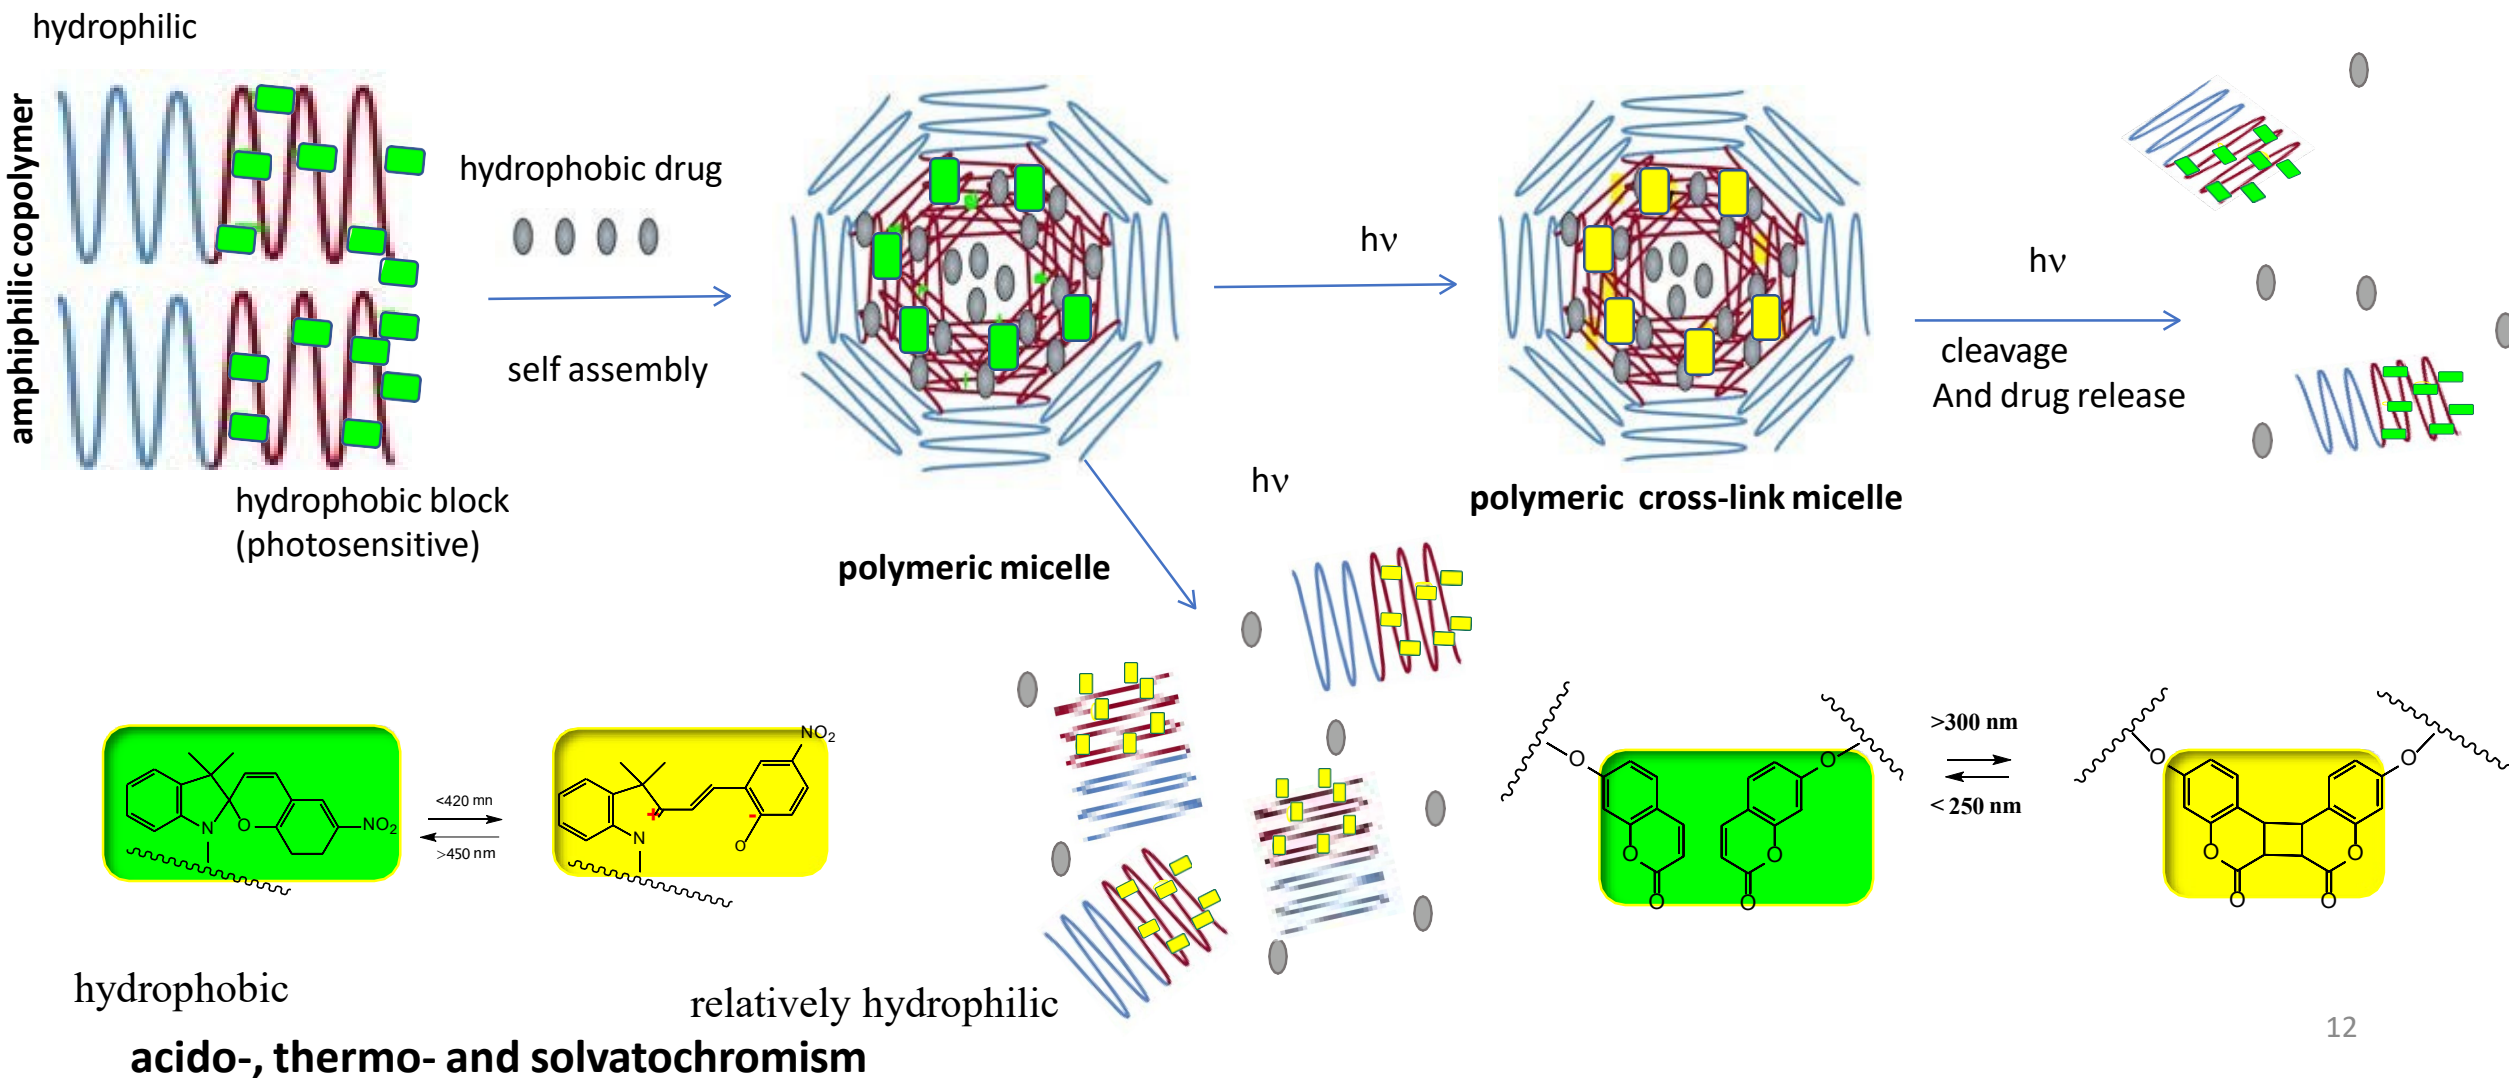 hydrophilic
amphiphilic copolymer
hydrophobic drug
self assembly
hydrophobic block
(photosensitive)
hν
hν
cleavage
And drug release
hν
polymeric cross-link micelle
polymeric micelle
NO2
N
O
<420 mn
>450 nm
NO2
+
-
N
O
O
O
O
O
O
O
>300 nm
< 250 nm
O
O
O
O
O
O
hydrophobic
relatively hydrophilic
acido-, thermo- and solvatochromism
12